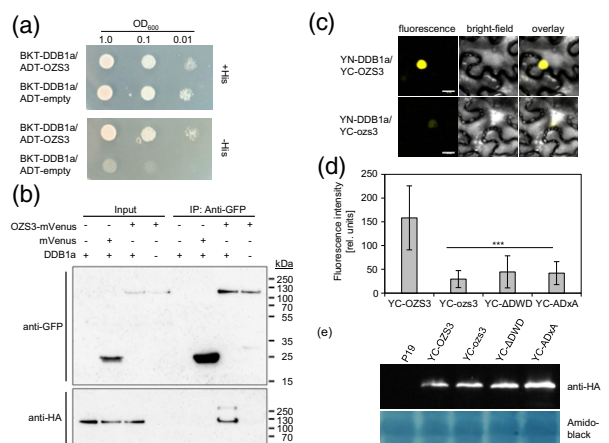 (a)
OD600
1.0 0.1 0.01
BKT-DDB1a/
ADT-OZS3
BKT-DDB1a/
ADT-empty
+His
BKT-DDB1a/
ADT-OZS3
BKT-DDB1a/
ADT-empty
-His
(b)
Input IP: Anti-GFP
OZS3-mVenus - - + + - - + +
mVenus - + - - - + - -
DDB1a + + + - + + + -
kDa
anti-GFP
250
130
100
70
55
35
25
15
anti-HA
250
130
100
70
(c)
fluorescence bright-field overlay
YN-DDB1a/
YC-OZS3
YN-DDB1a/
YC-ozs3
(d)
Fluorescence intensity
[rel. units]
250
200
150
100
50
0
***
YC-OZS3 YC-ozs3 YC-ΔDWD YC-ADxA
(e)
P19 YC-OZS3 YC-ozs3 YC-ΔDWD YC-ADxA
anti-HA
Amido-
black